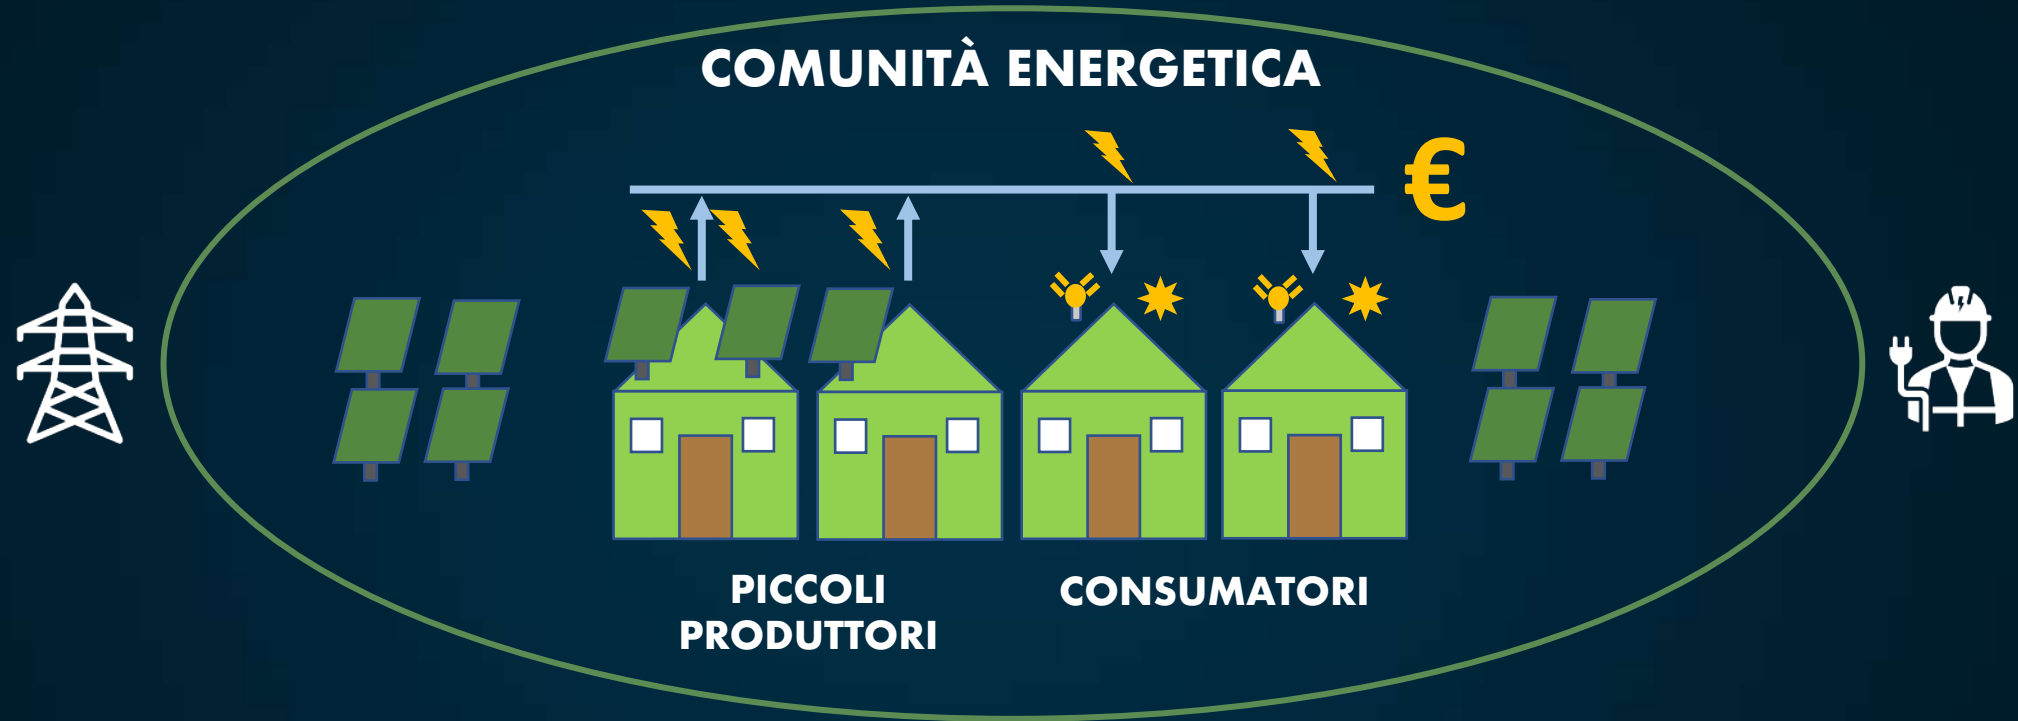 COMUNITÀ ENERGETICA
€
PICCOLI
PRODUTTORI
CONSUMATORI